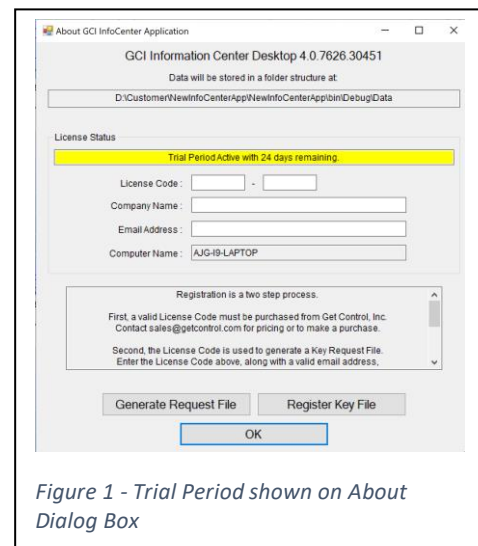 About GCI InfoCenter Application
GCI Information Center Desktop 4.0.7626.30451
Data will be stored in a folder structure at:
D:\Customer\NewInfoCenterApp\NewInfoCenterApp\bin\Debug\Data
License Status
Trial Period Active with 24 days remaining.
License Code : -
Company Name :
Email Address :
Computer Name : AJG-I9-LAPTOP
Registration is a two step process.
First, a valid License Code must be purchased from Get Control, Inc.
Contact sales@getcontrol.com for pricing or to make a purchase.
Second, the License Code is used to generate a Key Request File.
Enter the License Code above, along with a valid email address,
Generate Request File Register Key File
OK
Figure 1 - Trial Period shown on About
Dialog Box